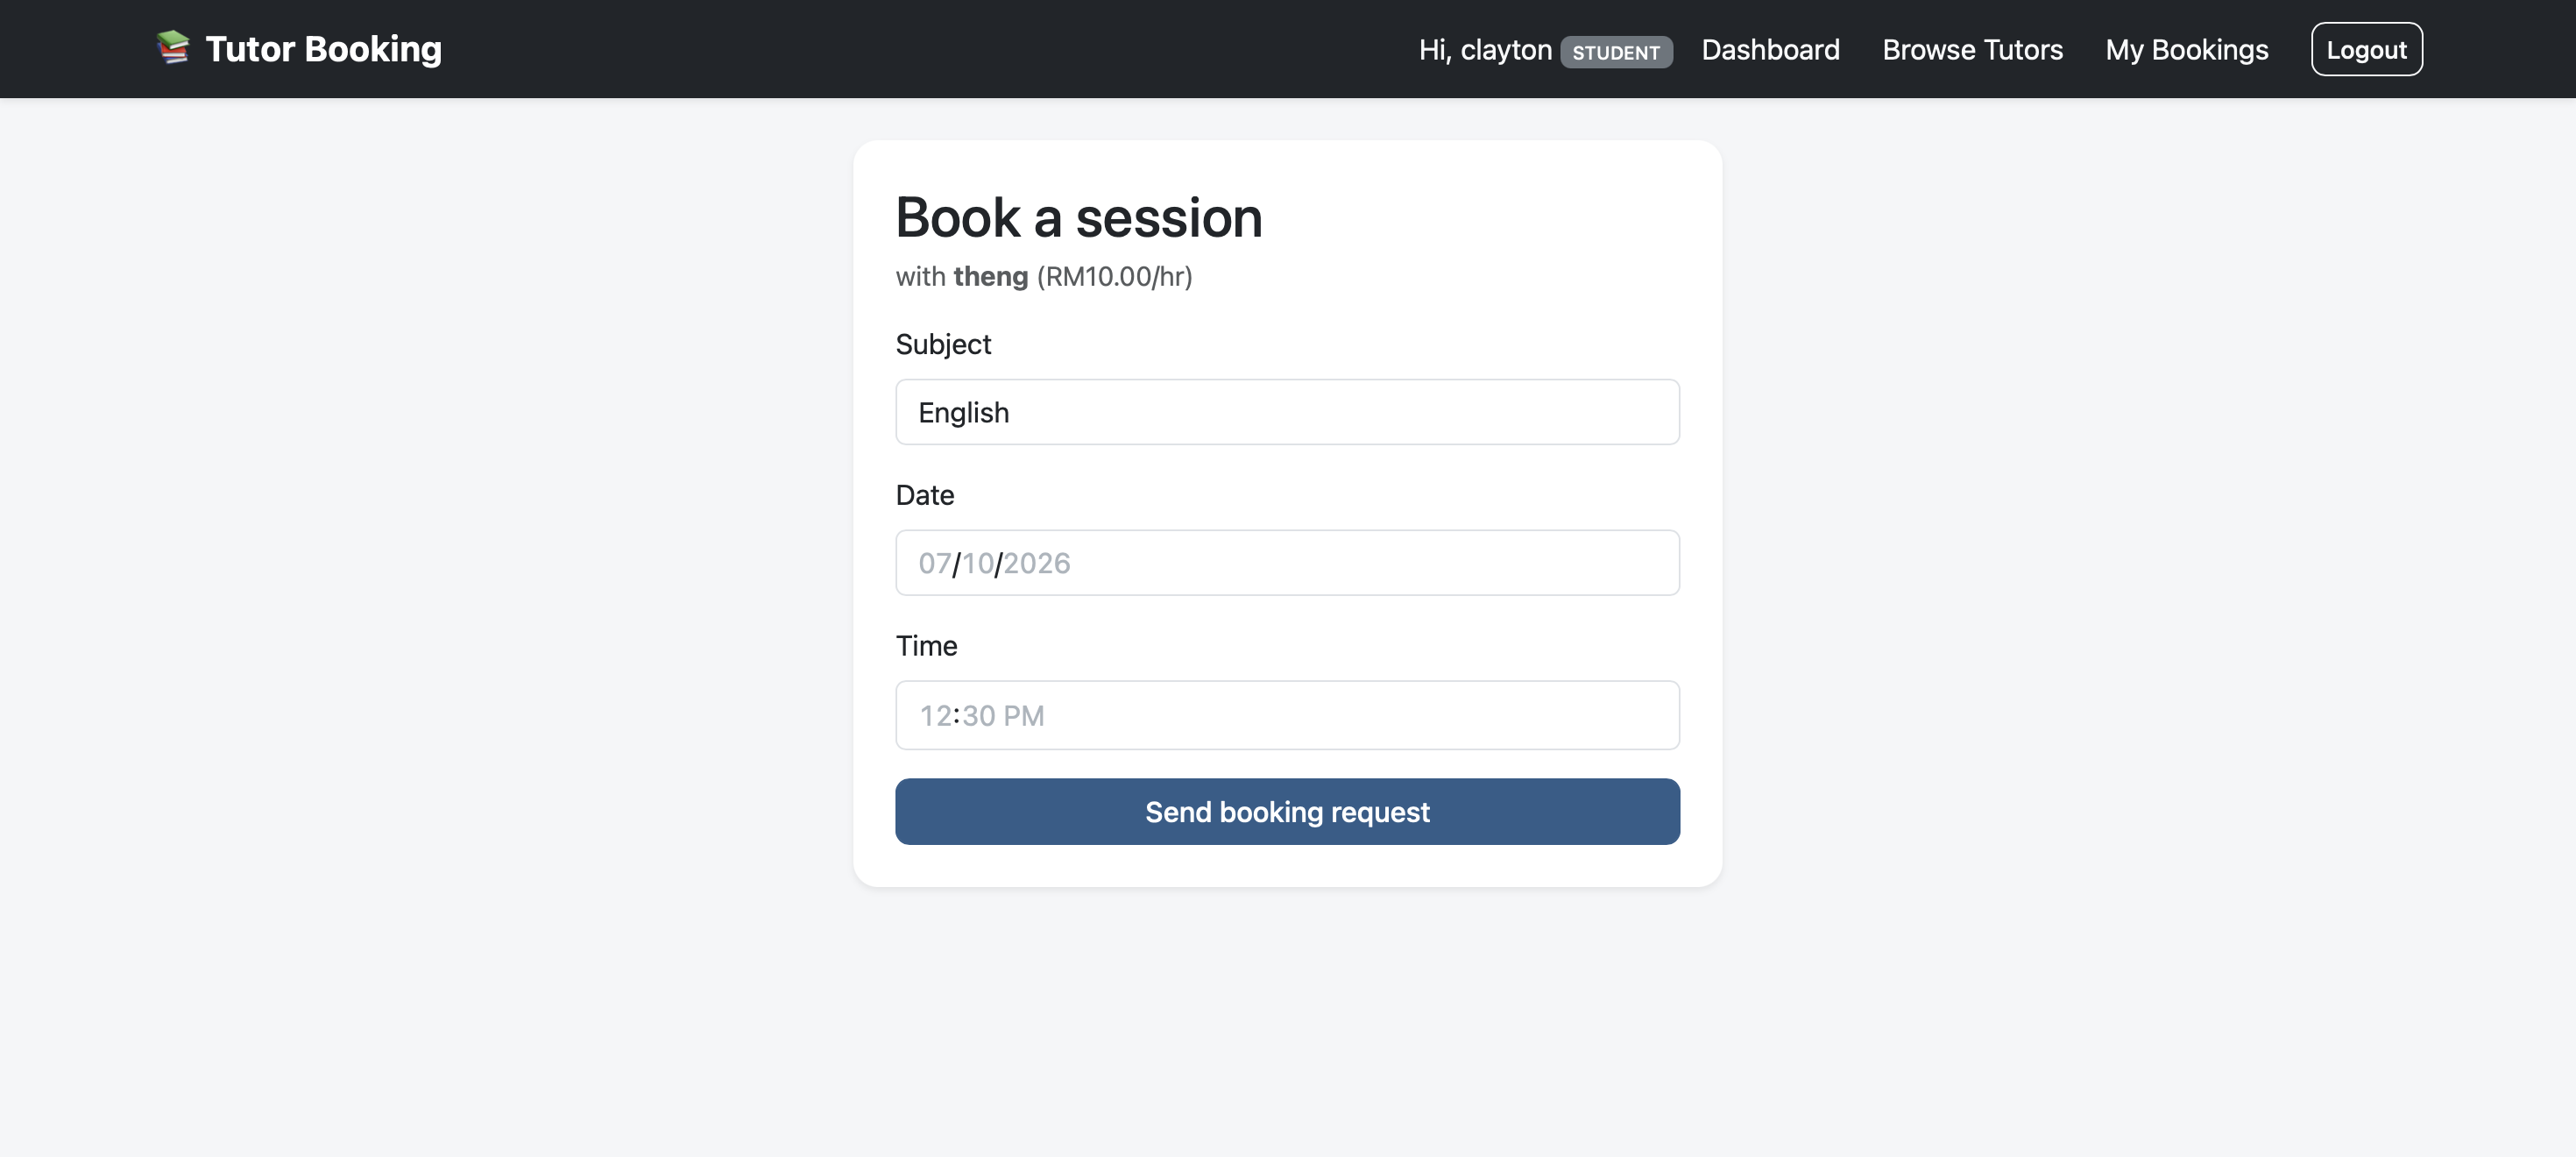 Tutor Booking
Hi, clayton STUDENT Dashboard Browse Tutors My Bookings Logout
Book a session
with theng (RM10.00/hr)
Subject
English
Date
07/10/2026
Time
12:30 PM
Send booking request